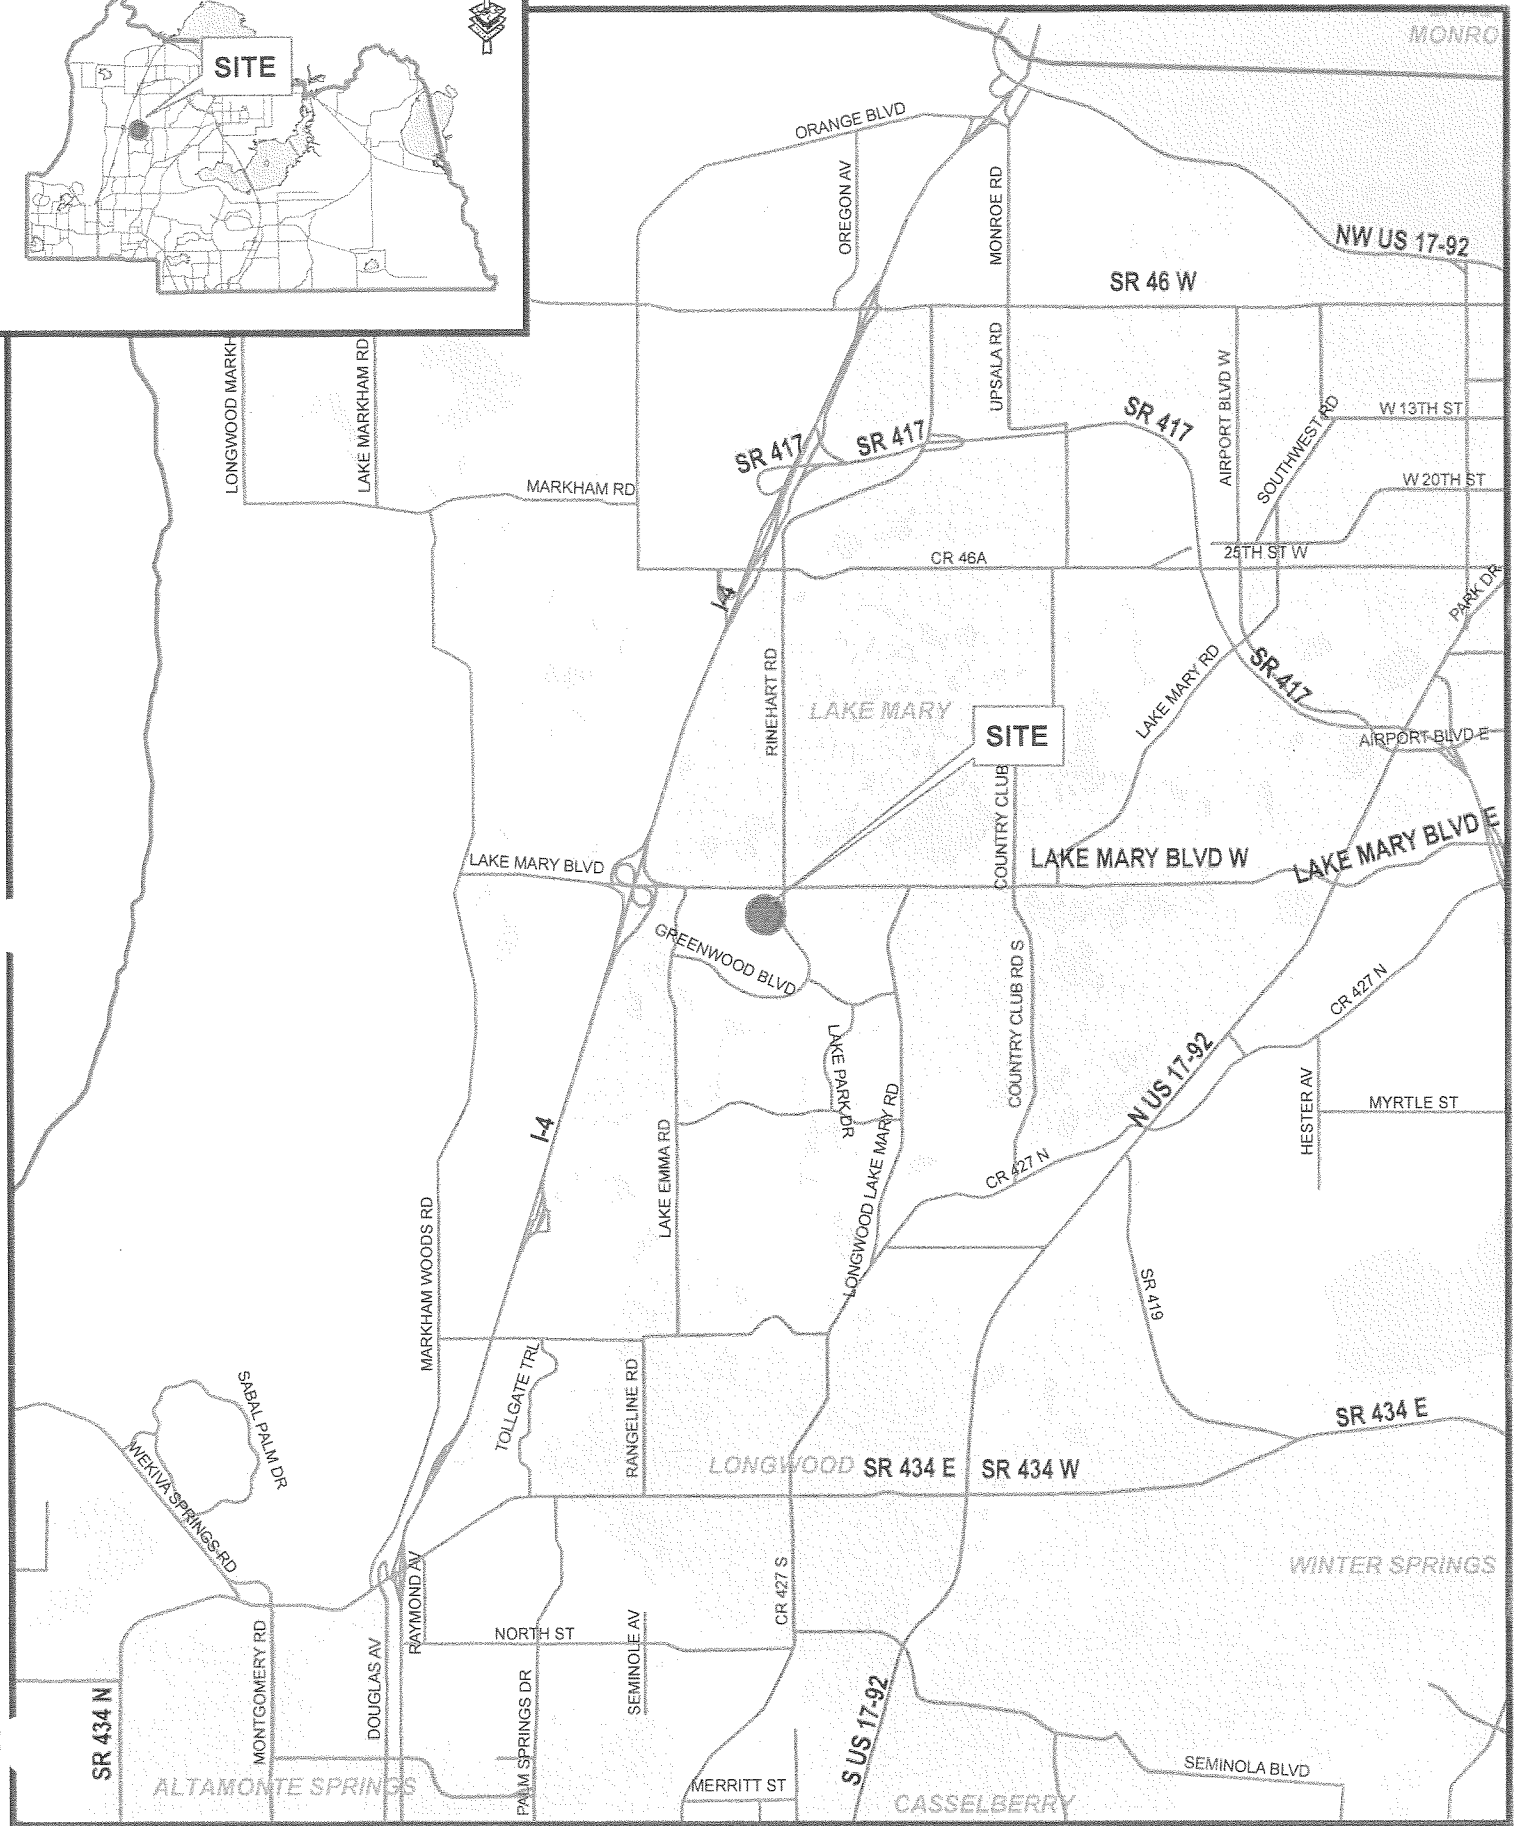 SITE
MONRO
ORANGE BLVD
OREGON AV
MONROE RD
NW US 17-92
SR 46 W
LONGWOOD MARKH
LAKE MARKHAM RD
UPSALA RD
AIRPORT BLVD W
SOUTHWEST RD
W 13TH ST
SR 417
SR 417
SR 417
MARKHAM RD
W 20TH ST
25TH ST W
CR 46A
I-4
PARK DR
RINEHART RD
LAKE MARY
LAKE MARY RD
SR 417
SITE
AIRPORT BLVD E
COUNTRY CLUB
LAKE MARY BLVD
LAKE MARY BLVD W
LAKE MARY BLVD E
GREENWOOD BLVD
COUNTRY CLUB RD S
CR 427 N
LAKE PARK DR
N US 17-92
I-4
LAKE EMMA RD
LONGWOOD LAKE MARY RD
HESTER AV
MYRTLE ST
CR 427 N
MARKHAM WOODS RD
SR 419
SABAL PALM DR
TOLLGATE TRL
RANGELINE RD
SR 434 E
WEKIVA SPRINGS RD
LONGWOOD
SR 434 E
SR 434 W
WINTER SPRINGS
RAYMOND AV
CR 427 S
NORTH ST
SEMINOLE AV
MONTGOMERY RD
DOUGLAS AV
PALM SPRINGS DR
SR 434 N
S US 17-92
ALTAMONTE SPRINGS
MERRITT ST
SEMINOLA BLVD
CASSELBERRY